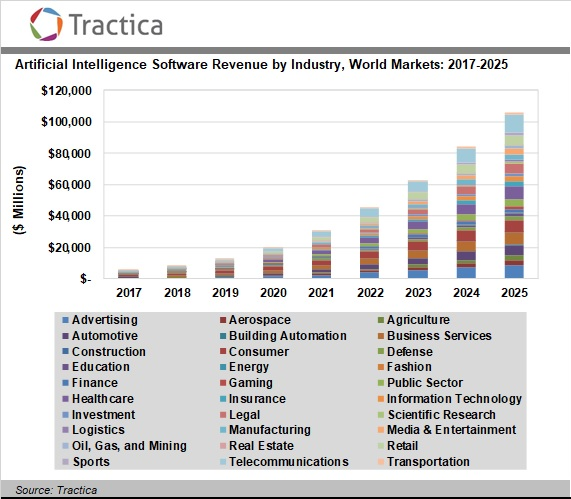 Tractica
Artificial Intelligence Software Revenue by Industry, World Markets: 2017-2025
($ Millions)
$120,000
$100,000
$80,000
$60,000
$40,000
$20,000
$-
2017 2018 2019 2020 2021 2022 2023 2024 2025
Advertising Aerospace Agriculture
Automotive Building Automation Business Services
Construction Consumer Defense
Education Energy Fashion
Finance Gaming Public Sector
Healthcare Insurance Information Technology
Investment Legal Scientific Research
Logistics Manufacturing Media & Entertainment
Oil, Gas, and Mining Real Estate Retail
Sports Telecommunications Transportation
Source: Tractica